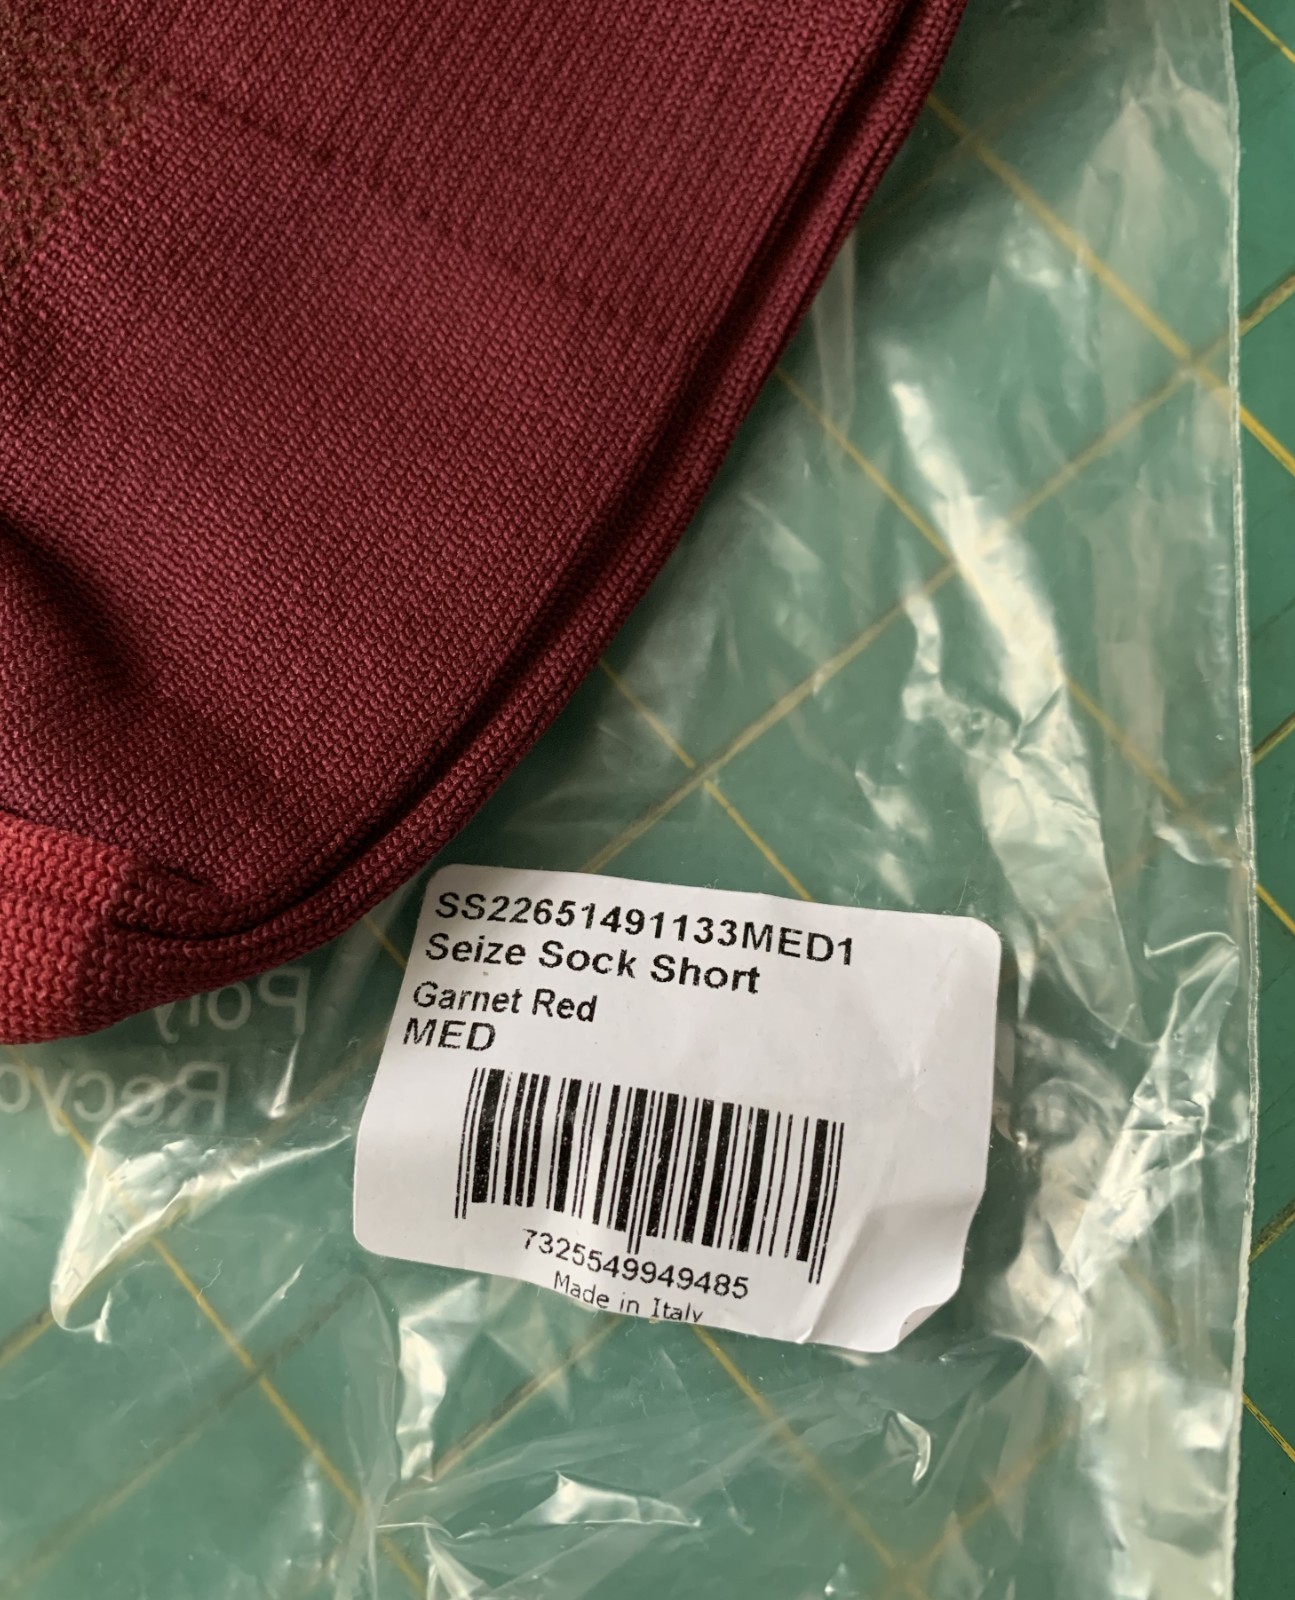 SS22651491133MED1
Seize Sock Short
Garnet Red
MED
7325549949485
Made in Italy